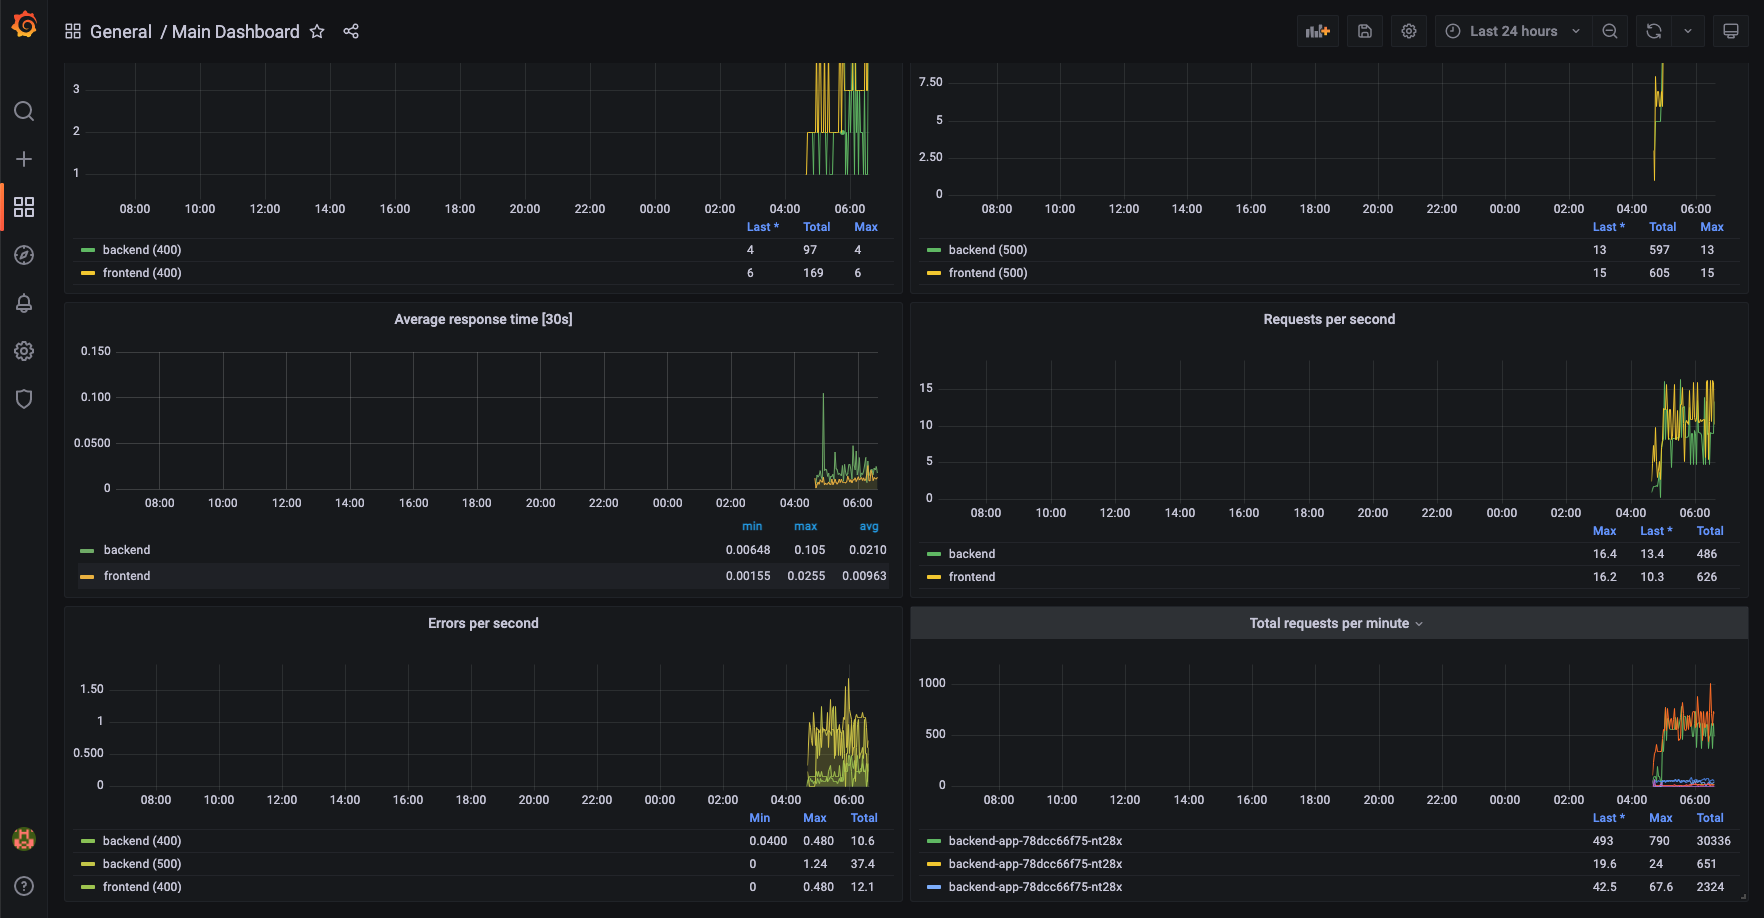 General / Main Dashboard
Last 24 hours
3
2
1
08:00 10:00 12:00 14:00 16:00 18:00 20:00 22:00 00:00 02:00 04:00 06:00
Last * Total Max
backend (400) 4 97 4
frontend (400) 6 169 6
7.50
5
2.50
0
08:00 10:00 12:00 14:00 16:00 18:00 20:00 22:00 00:00 02:00 04:00 06:00
Last * Total Max
backend (500) 13 597 13
frontend (500) 15 605 15
Average response time [30s]
0.150
0.100
0.0500
0
08:00 10:00 12:00 14:00 16:00 18:00 20:00 22:00 00:00 02:00 04:00 06:00
min max avg
backend 0.00648 0.105 0.0210
frontend 0.00155 0.0255 0.00963
Requests per second
15
10
5
0
08:00 10:00 12:00 14:00 16:00 18:00 20:00 22:00 00:00 02:00 04:00 06:00
Max Last * Total
backend 16.4 13.4 486
frontend 16.2 10.3 626
Errors per second
1.50
1
0.500
0
08:00 10:00 12:00 14:00 16:00 18:00 20:00 22:00 00:00 02:00 04:00 06:00
Min Max Total
backend (400) 0.0400 0.480 10.6
backend (500) 0 1.24 37.4
frontend (400) 0 0.480 12.1
Total requests per minute
1000
500
0
08:00 10:00 12:00 14:00 16:00 18:00 20:00 22:00 00:00 02:00 04:00 06:00
Last * Max Total
backend-app-78dcc66f75-nt28x 493 790 30336
backend-app-78dcc66f75-nt28x 19.6 24 651
backend-app-78dcc66f75-nt28x 42.5 67.6 2324